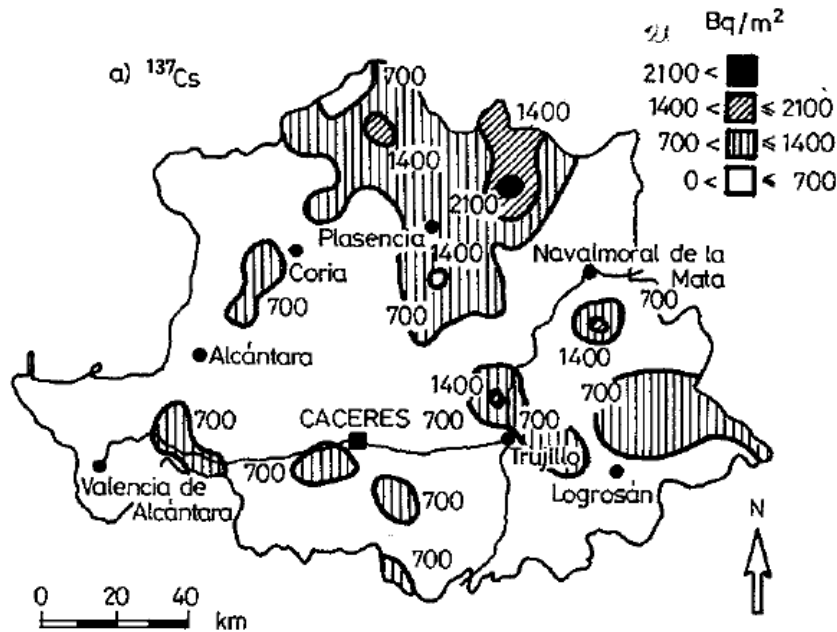 a) ¹³⁷Cs
Bq/m²
2100 <
1400 < ≤ 2100
700 < ≤ 1400
0 < ≤ 700
700
1400
1400
2100
Plasencia
1400
Coria
700
700
Navalmoral de la
Mata
700
1400
Alcántara
1400
700
700
CACERES
700
700
Trujillo
700
Valencia de
Alcántara
Logrosán
700
700
N
0 20 40
km